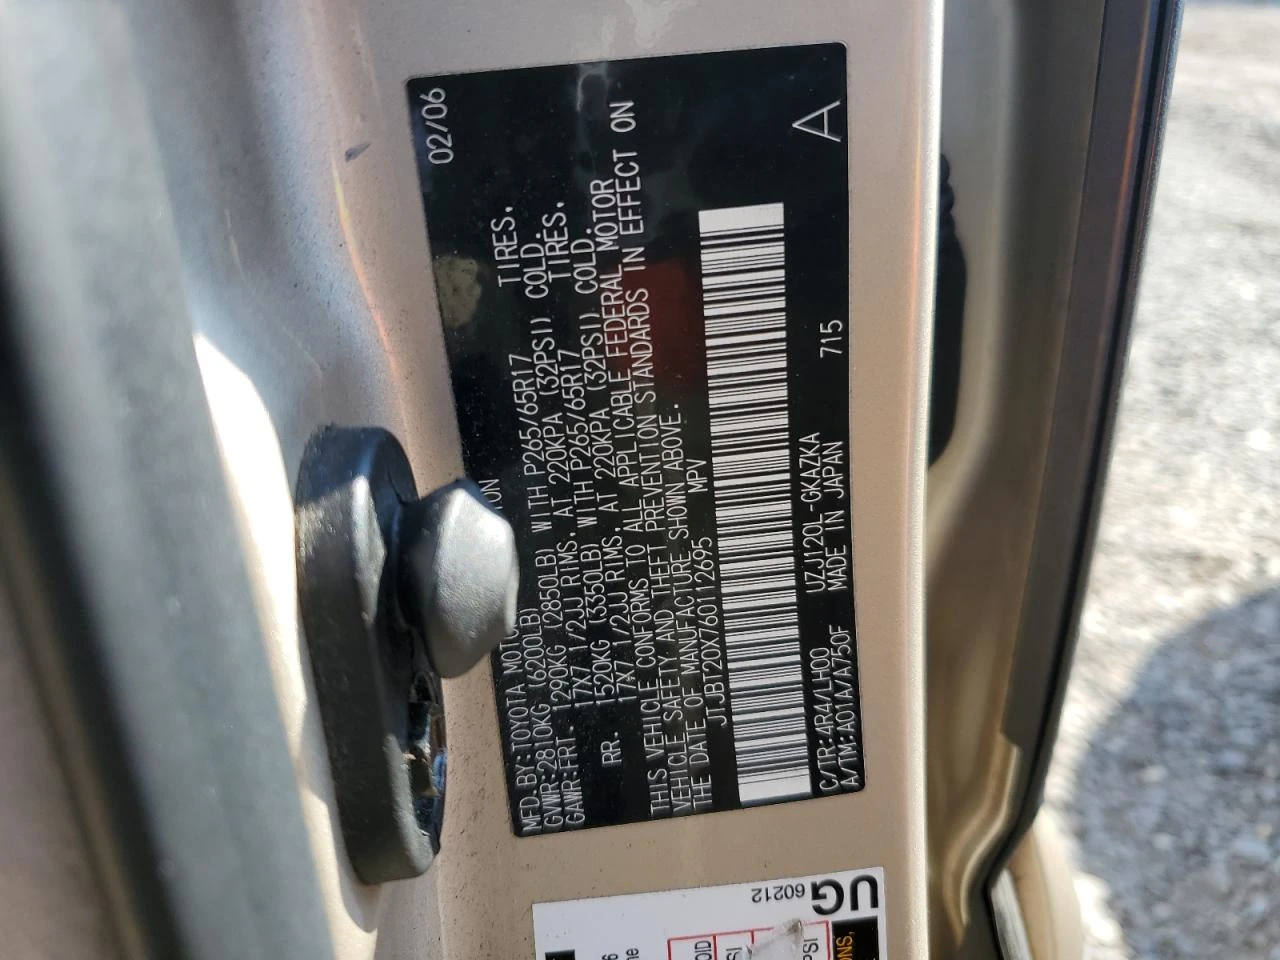 02/06
MFD. BY: TOYOTA
GVWR: 2810KG (6200LB)
GAWR: FRT. 1290KG (2850LB) WITH P265/65R17 TIRES.
17X7 1/2JJ RIMS, AT 220KPA (32PSI) COLD.
RR. 1520KG (3350LB) WITH P265/65R17 TIRES.
17X7 1/2JJ RIMS, AT 220KPA (32PSI) COLD.
THIS VEHICLE CONFORMS TO ALL APPLICABLE FEDERAL MOTOR
VEHICLE SAFETY AND THEFT PREVENTION STANDARDS IN EFFECT ON
THE DATE OF MANUFACTURE SHOWN ABOVE.
JTJBT20X760112695 MPV
C/TR: 4R4/LH00 UZJ120L-GKAZKA 715
A/TM: A01A/A750F MADE IN JAPAN
A
UG
60212